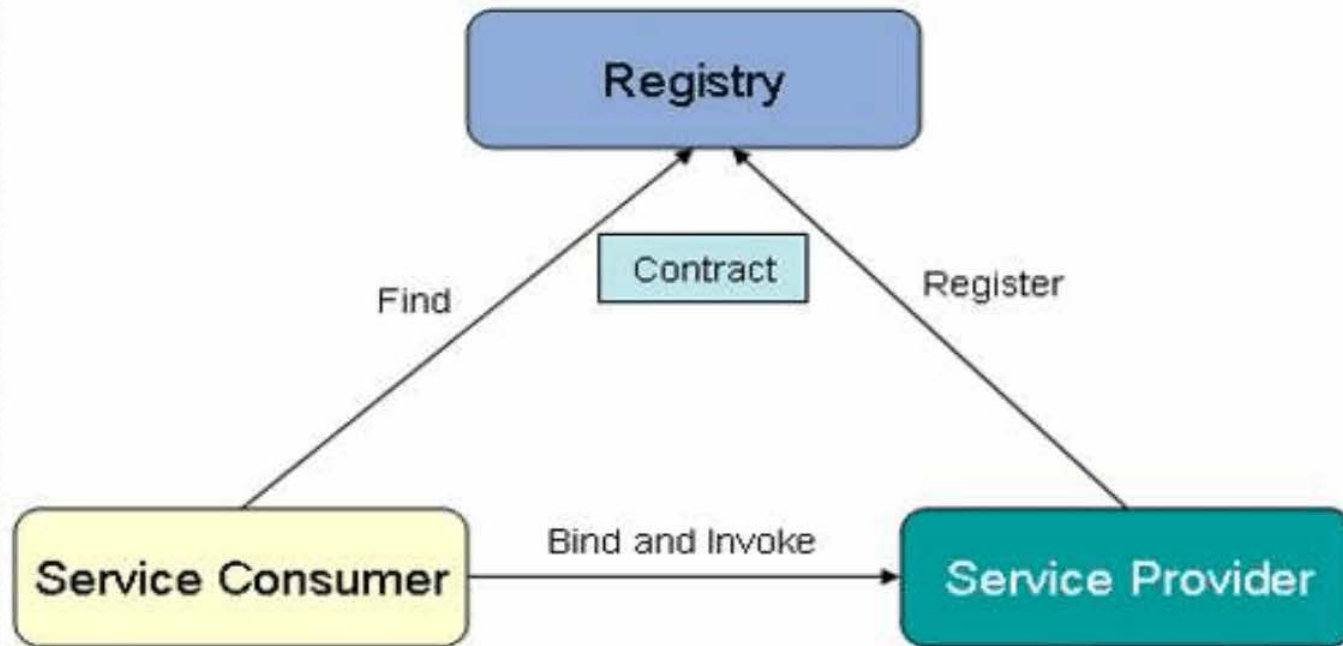 Registry
Contract
Register
Find
Bind and Invoke
Service Consumer
Service Provider